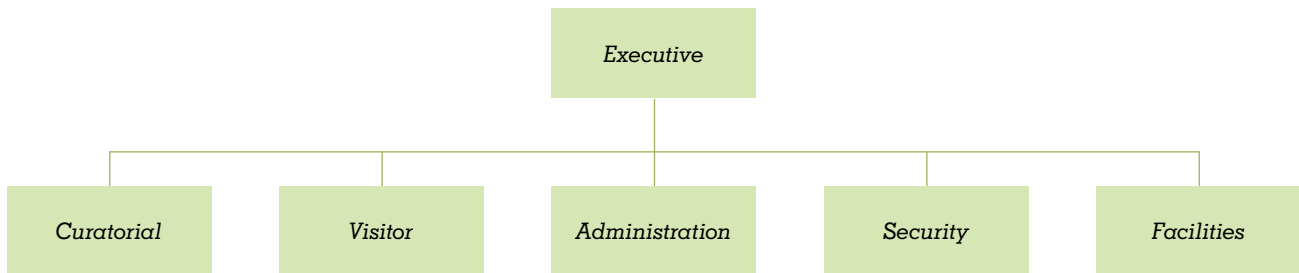 Executive
Curatorial
Visitor
Administration
Security
Facilities